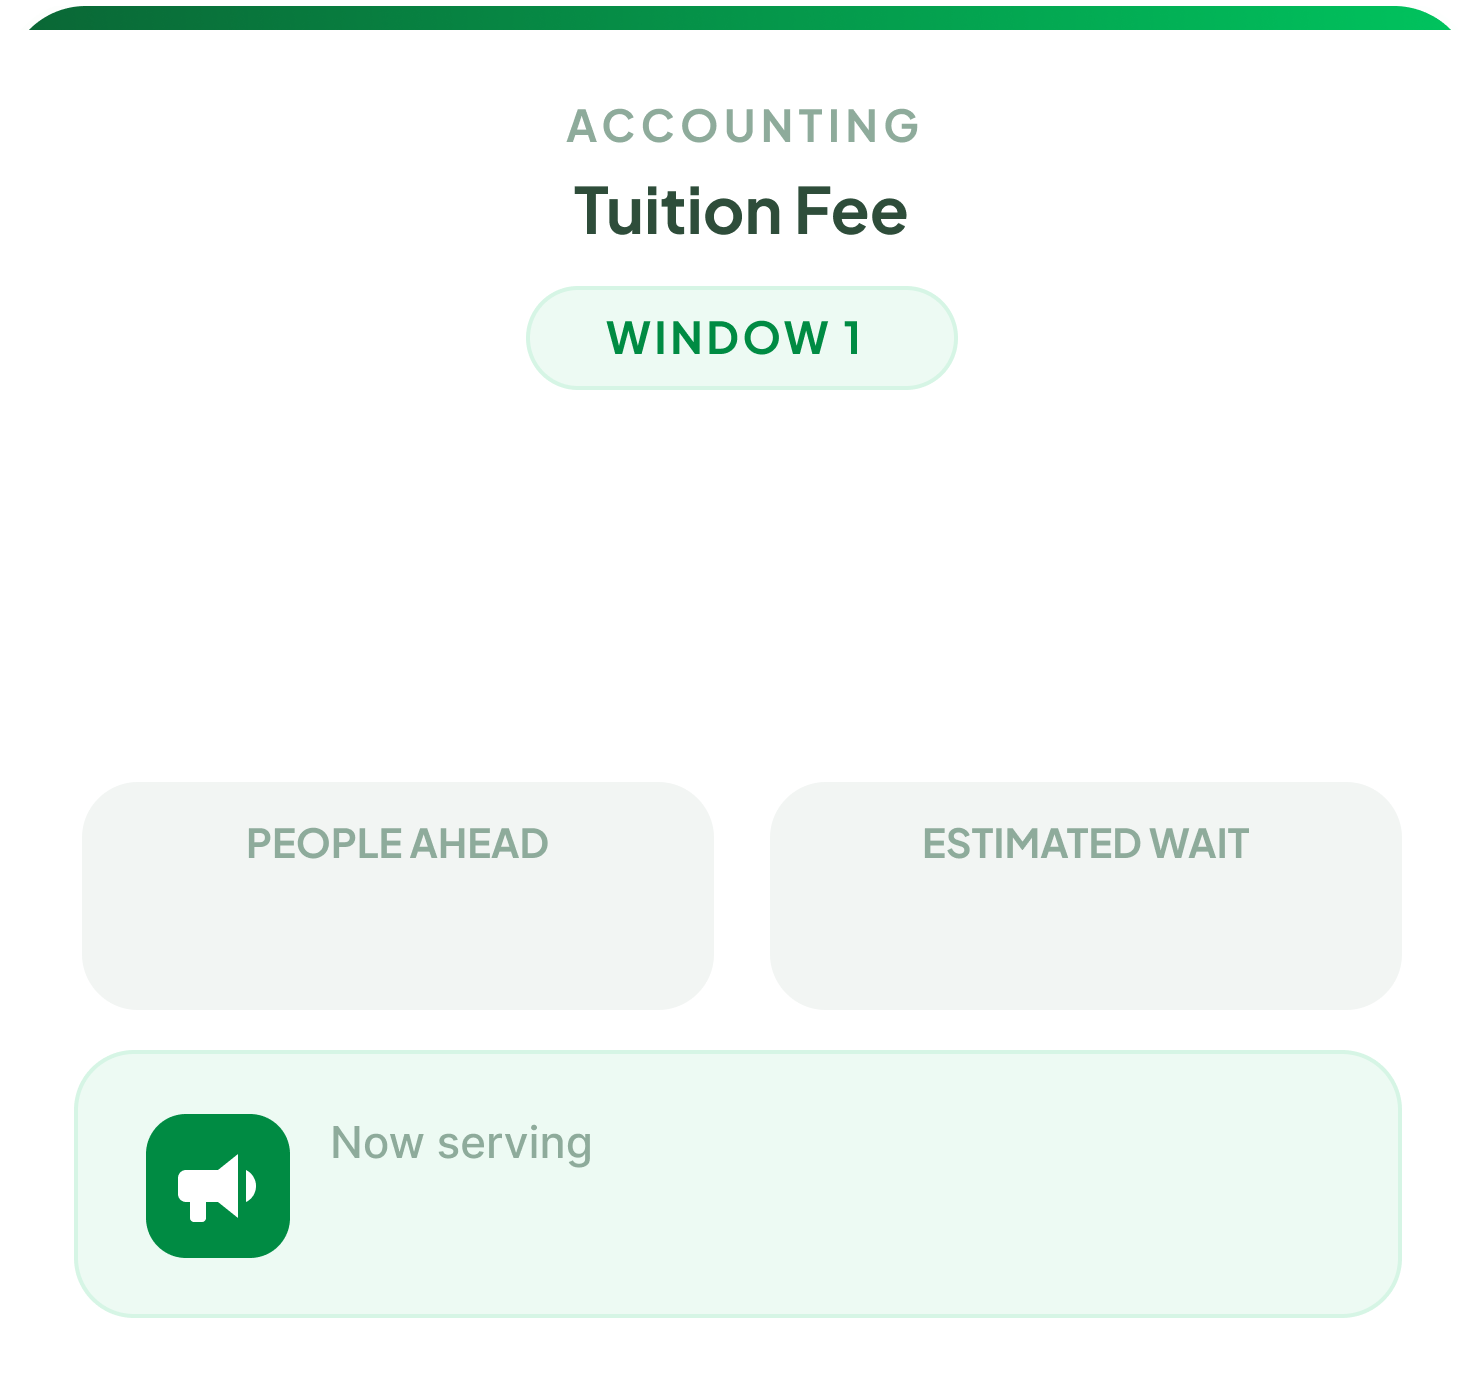 ACCOUNTING
Tuition Fee
WINDOW 1
PEOPLE AHEAD
ESTIMATED WAIT
Now serving